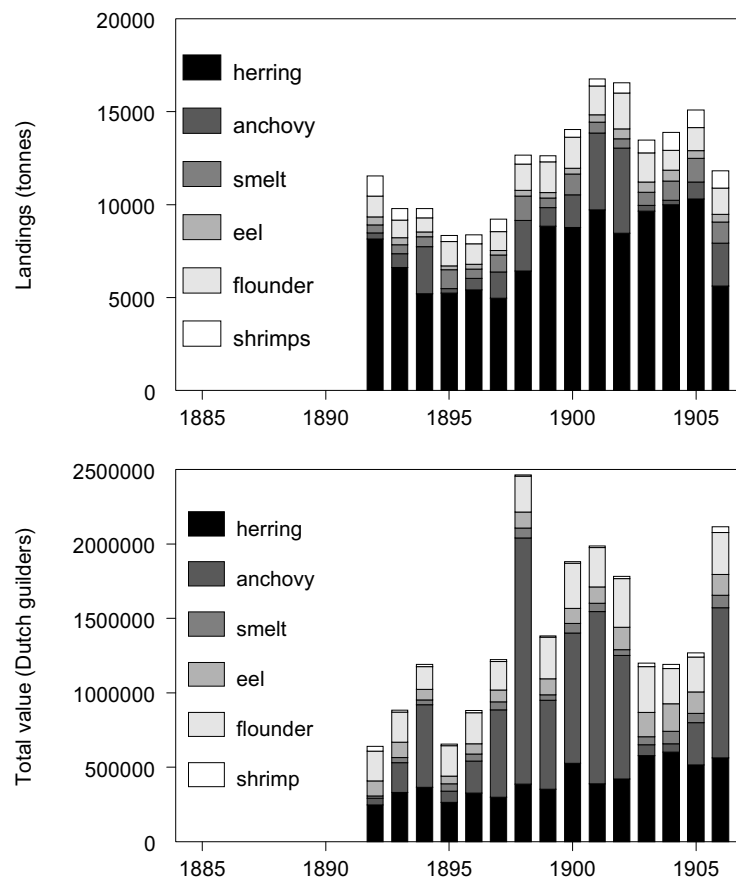 20000
15000
10000
5000
0
Landings (tonnes)
herring
anchovy
smelt
eel
flounder
shrimps
1885 1890 1895 1900 1905
2500000
2000000
1500000
1000000
500000
0
Total value (Dutch guilders)
herring
anchovy
smelt
eel
flounder
shrimp
1885 1890 1895 1900 1905